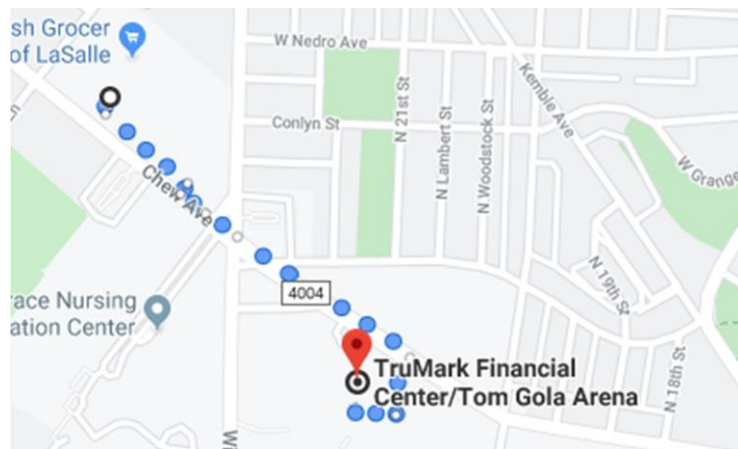 sh Grocer
of LaSalle
W Nedro Ave
Conlyn St
N 21st St
N Lambert St
N Woodstock St
Kemble Ave
W Grange
Chew Ave
4004
race Nursing
ation Center
N 19th St
N 18th St
TruMark Financial
Center/Tom Gola Arena
Wi